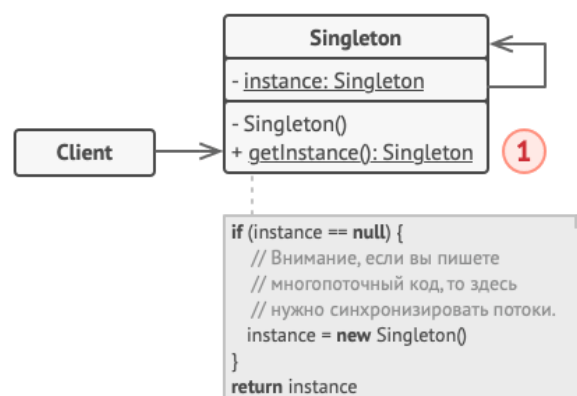 Singleton
- instance: Singleton
- Singleton()
+ getInstance(): Singleton
Client
1
if (instance == null) {
// Внимание, если вы пишете
// многопоточный код, то здесь
// нужно синхронизировать потоки.
instance = new Singleton()
}
return instance